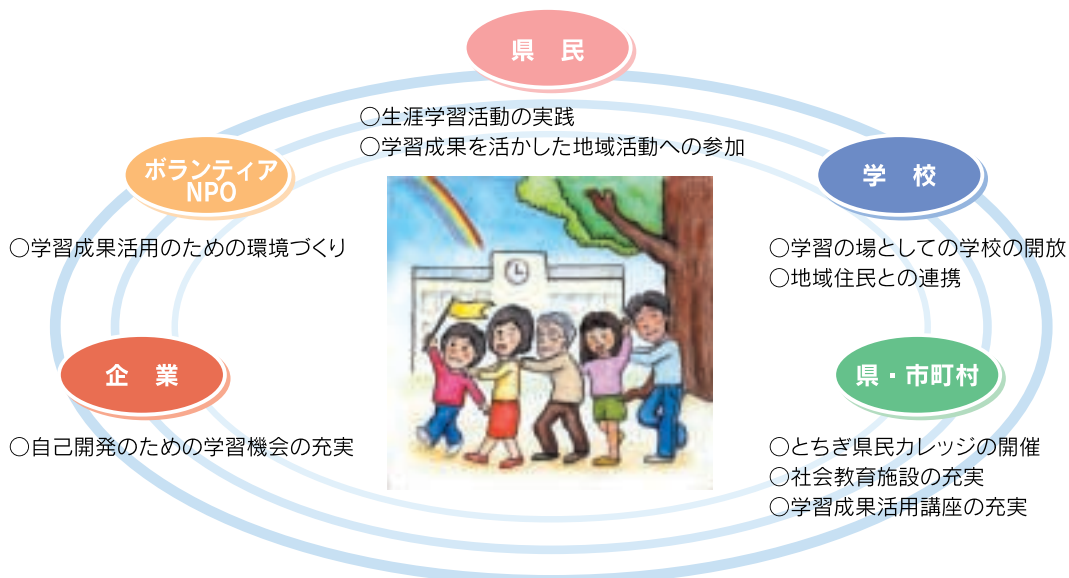 県　民
○生涯学習活動の実践
○学習成果を活かした地域活動への参加
ボランティア
NPO
○学習成果活用のための環境づくり
学　校
○学習の場としての学校の開放
○地域住民との連携
企　業
○自己開発のための学習機会の充実
県・市町村
○とちぎ県民カレッジの開催
○社会教育施設の充実
○学習成果活用講座の充実